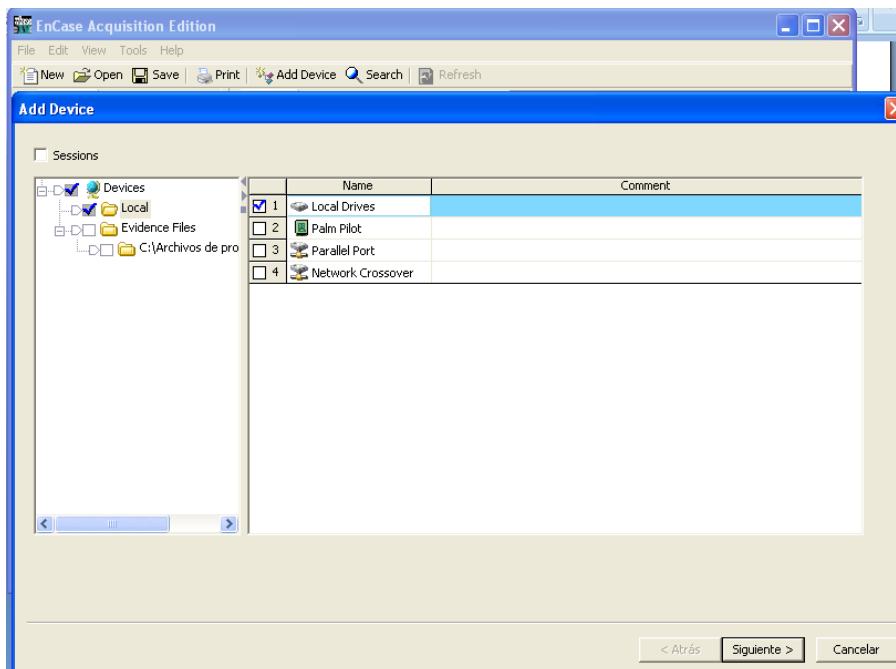 EnCase Acquisition Edition
File Edit View Tools Help
New Open Save Print Add Device Search Refresh
Add Device
Sessions
Devices
Local
Evidence Files
C:\Archivos de pro
Name Comment
1 Local Drives
2 Palm Pilot
3 Parallel Port
4 Network Crossover
< Atrás Siguiente > Cancelar